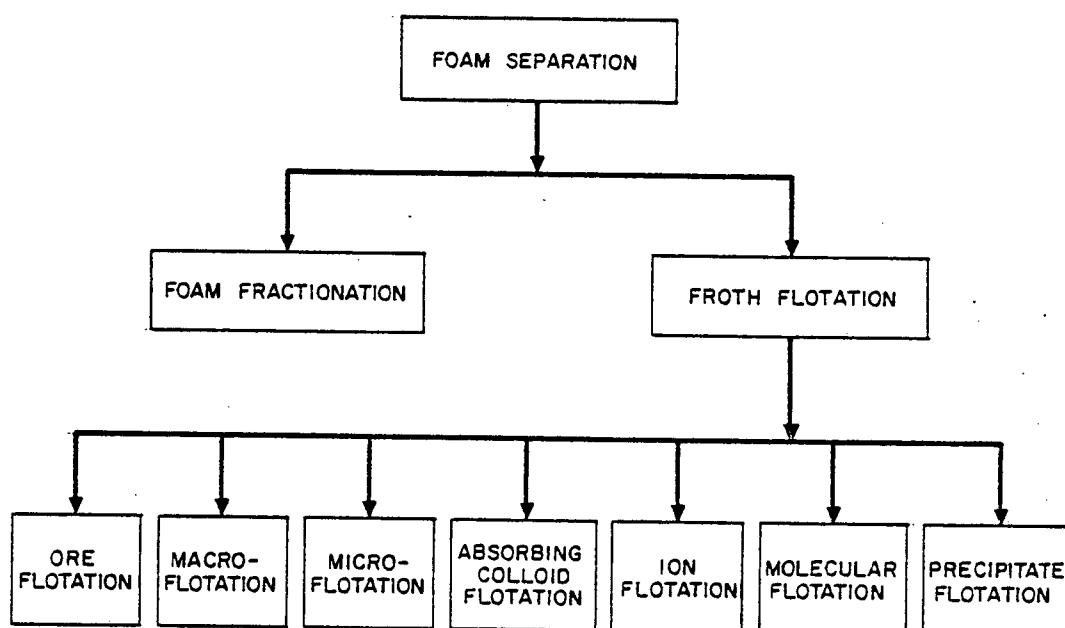 FOAM SEPARATION
FOAM FRACTIONATION
FROTH FLOTATION
ORE
FLOTATION
MACRO-
FLOTATION
MICRO-
FLOTATION
ABSORBING
COLLOID
FLOTATION
ION
FLOTATION
MOLECULAR
FLOTATION
PRECIPITATE
FLOTATION